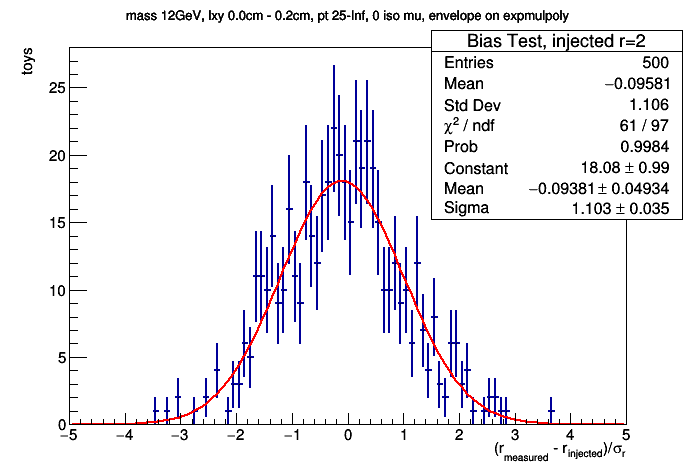 mass 12GeV, lxy 0.0cm - 0.2cm, pt 25-Inf, 0 iso mu, envelope on expmulpoly
toys
Bias Test, injected r=2
Entries 500
Mean −0.09581
Std Dev 1.106
χ² / ndf 61 / 97
Prob 0.9984
Constant 18.08 ± 0.99
Mean −0.09381 ± 0.04934
Sigma 1.103 ± 0.035
25
20
15
10
5
0
−5 −4 −3 −2 −1 0 1 2 3 4 5
(r_measured - r_injected)/σ_r